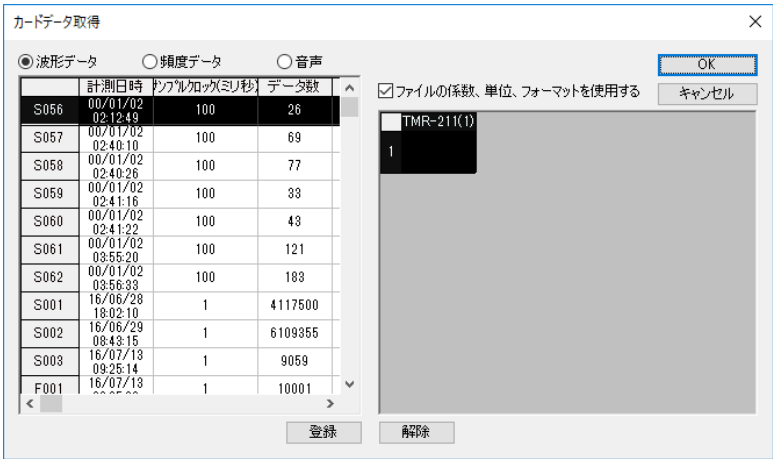 カードデータ取得
波形データ 頻度データ 音声
計測日時 ｻﾝﾌﾟﾙｸﾛｯｸ(ミリ秒) データ数
S056 00/01/02 02:12:49 100 26
S057 00/01/02 02:40:10 100 69
S058 00/01/02 02:40:26 100 77
S059 00/01/02 02:41:16 100 33
S060 00/01/02 02:41:22 100 43
S061 00/01/02 03:55:20 100 121
S062 00/01/02 03:56:33 100 183
S001 16/06/28 18:02:10 1 4117500
S002 16/06/29 08:43:15 1 6109355
S003 16/07/13 09:25:14 1 9059
F001 16/07/13 1 10001
登録
OK
ファイルの係数、単位、フォーマットを使用する
キャンセル
TMR-211(1)
1
解除